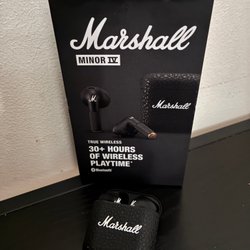 Marshall
MINOR IV
Marshall
TRUE WIRELESS
30+ HOURS
OF WIRELESS
PLAYTIME*
Bluetooth
Marshall